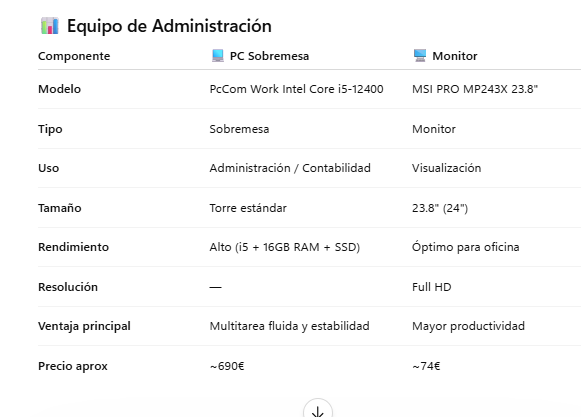 Equipo de Administración
Componente PC Sobremesa Monitor
Modelo PcCom Work Intel Core i5-12400 MSI PRO MP243X 23.8"
Tipo Sobremesa Monitor
Uso Administración / Contabilidad Visualización
Tamaño Torre estándar 23.8" (24")
Rendimiento Alto (i5 + 16GB RAM + SSD) Óptimo para oficina
Resolución — Full HD
Ventaja principal Multitarea fluida y estabilidad Mayor productividad
Precio aprox ~690€ ~74€